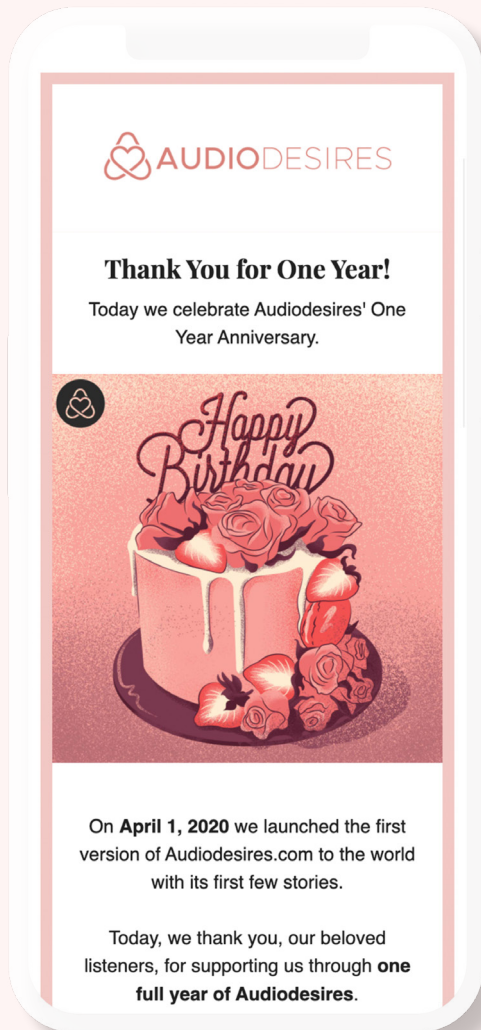 AUDIODESIRES
Thank You for One Year!
Today we celebrate Audiodesires' One
Year Anniversary.
Happy
Birthday
On April 1, 2020 we launched the first
version of Audiodesires.com to the world
with its first few stories.
Today, we thank you, our beloved
listeners, for supporting us through one
full year of Audiodesires.